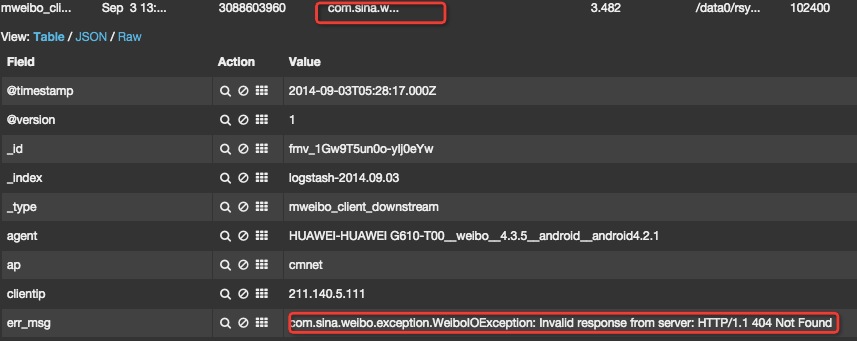 mweibo_cli... Sep 3 13:... 3088603960 com.sina.w... 3.482 /data0/rsy... 102400
View: Table / JSON / Raw
Field Action Value
@timestamp 2014-09-03T05:28:17.000Z
@version 1
_id fmv_1Gw9T5un0o-ylj0eYw
_index logstash-2014.09.03
_type mweibo_client_downstream
agent HUAWEI-HUAWEI G610-T00__weibo__4.3.5__android__android4.2.1
ap cmnet
clientip 211.140.5.111
err_msg com.sina.weibo.exception.WeiboIOException: Invalid response from server: HTTP/1.1 404 Not Found